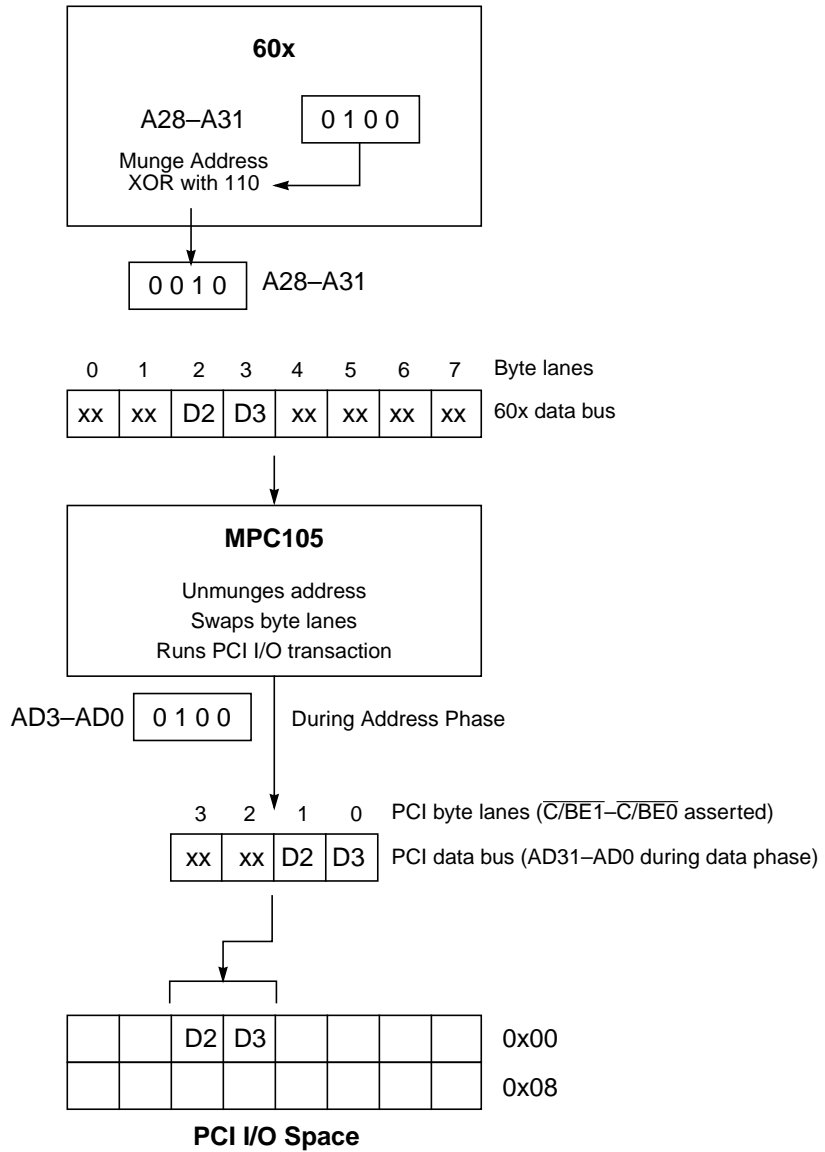 60x
A28–A31 0 1 0 0
Munge Address
XOR with 110
0 0 1 0 A28–A31
0 1 2 3 4 5 6 7 Byte lanes
xx xx D2 D3 xx xx xx xx 60x data bus
MPC105
Unmunges address
Swaps byte lanes
Runs PCI I/O transaction
AD3–AD0 0 1 0 0 During Address Phase
3 2 1 0 PCI byte lanes (C/BE1–C/BE0 asserted)
xx xx D2 D3 PCI data bus (AD31–AD0 during data phase)
D2 D3 0x00
0x08
PCI I/O Space